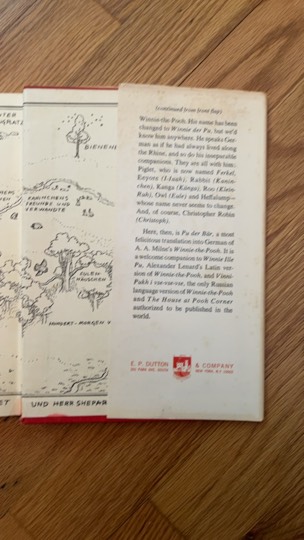 (continued from front flap)
Winnie-the-Pooh. His name has been
changed to Winnie der Pu, but we'd
know him anywhere. He speaks Ger-
man as if he had always lived along
the Rhine, and so do his inseparable
companions. They are all with him:
Piglet, who is now named Ferkel,
Eeyore (I-Aah), Rabbit (Kanin-
chen), Kanga (Känga), Roo (Klein-
Ruh), Owl (Eule) and Heffalump—
whose name never seems to change.
And, of course, Christopher Robin
(Christoph).
Here, then, is Pu der Bär, a most
felicitous translation into German of
A. A. Milne's Winnie-the-Pooh. It is
a welcome companion to Winnie Ille
Pu, Alexander Lenard's Latin ver-
sion of Winnie-the-Pooh, and Vinni-
Pukh i vse-vse-vse, the only Russian
language version of Winnie-the-Pooh
and The House at Pooh Corner
authorized to be published in the
world.
E. P. DUTTON & COMPANY
BIENEN
KANINCHENS
FREUNDE UND
VERWANDTE
EULEN
HÄUSCHEN
HUNDERT-MORGEN-
UND HERR SHEPAR